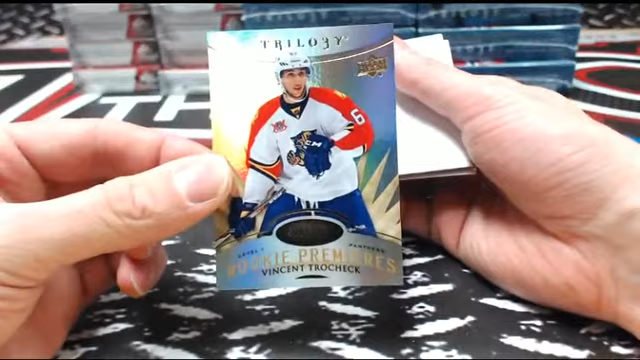 TRILOGY
UPPER DECK
6
LEVEL 1
PANTHERS
ROOKIE PREMIERES
VINCENT TROCHECK